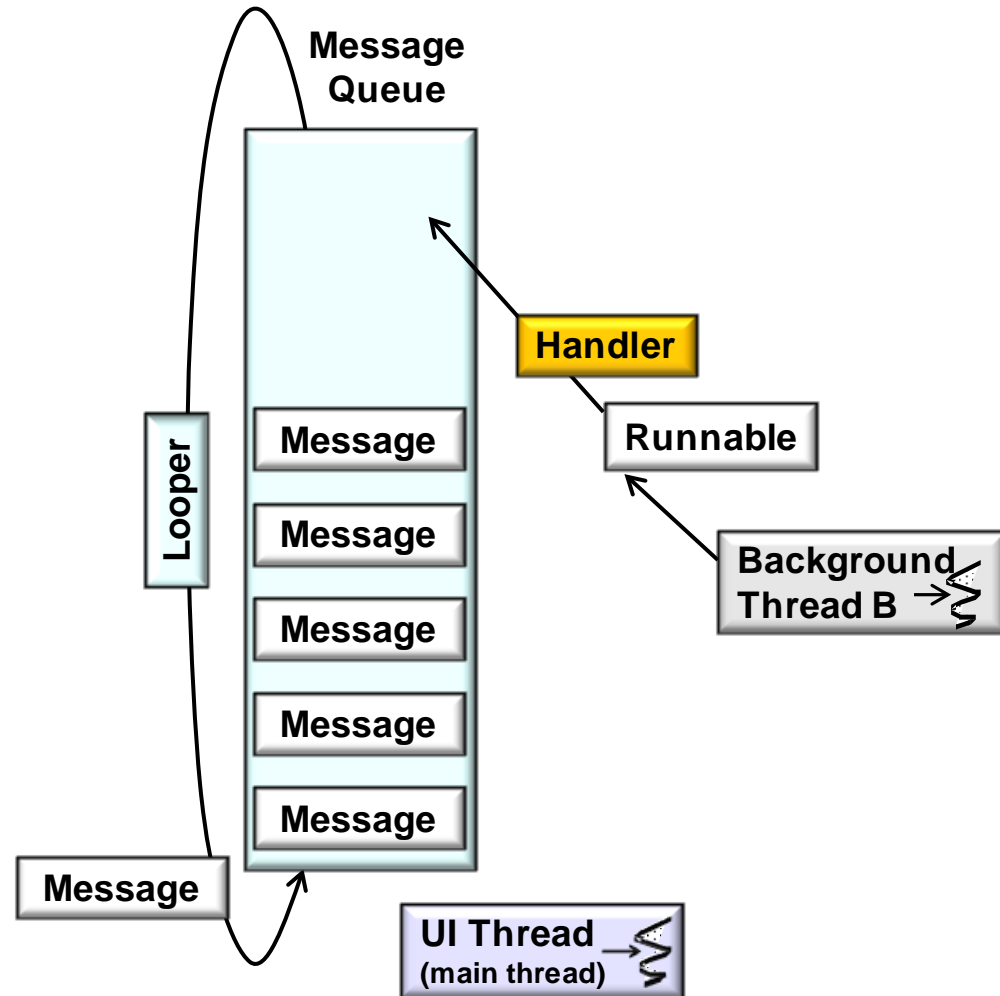 Message
Queue
Handler
Runnable
Message
Looper
Message
Background
Thread B
Message
Message
Message
Message
UI Thread
(main thread)